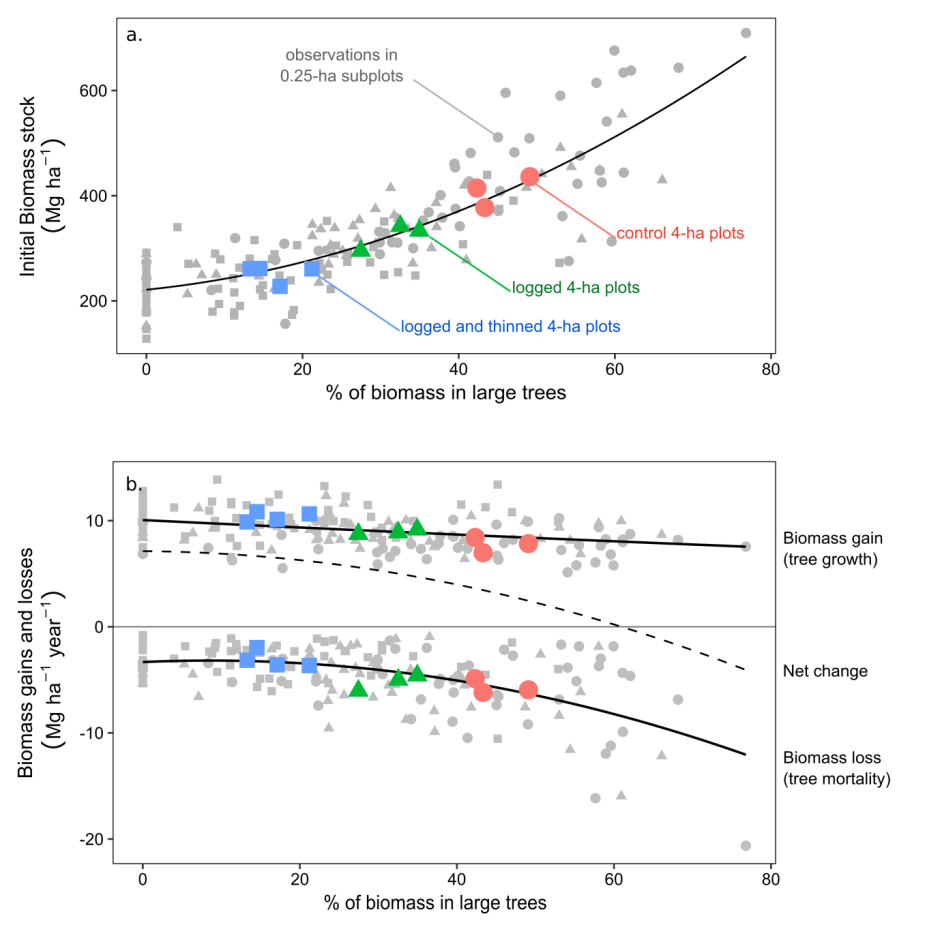 a.
observations in
0.25-ha subplots
control 4-ha plots
logged 4-ha plots
logged and thinned 4-ha plots
Initial Biomass stock
(Mg ha⁻¹)
600
400
200
0 20 40 60 80
% of biomass in large trees
b.
Biomass gains and losses
(Mg ha⁻¹ year⁻¹)
10
0
-10
-20
Biomass gain
(tree growth)
Net change
Biomass loss
(tree mortality)
0 20 40 60 80
% of biomass in large trees